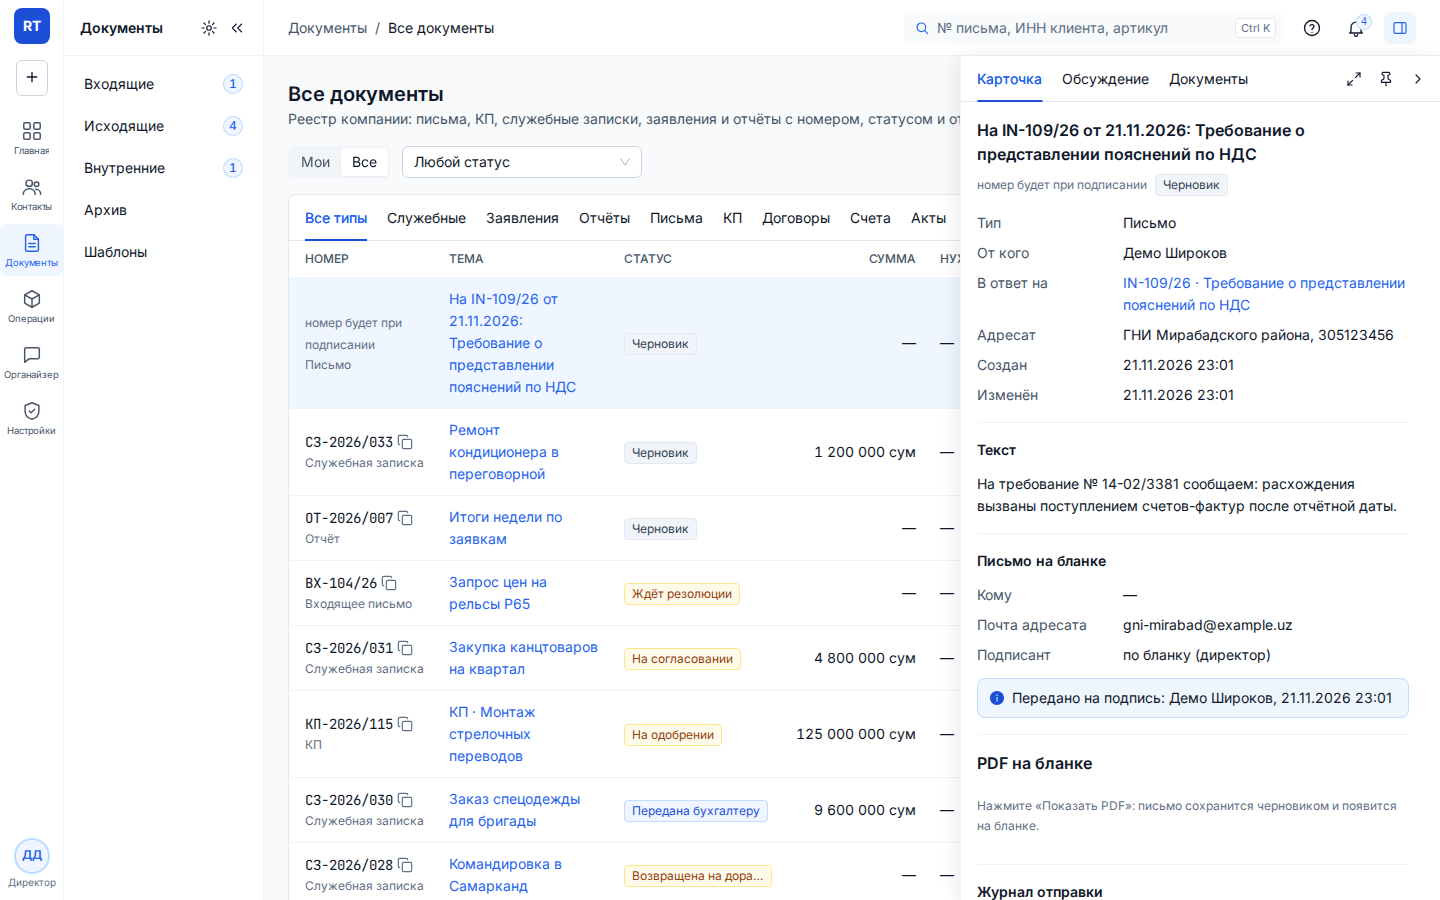 RT
Главная
Контакты
Документы
Операции
Органайзер
Настройки
ДД
Директор
Документы
Входящие 1
Исходящие 4
Внутренние 1
Архив
Шаблоны
Документы / Все документы
№ письма, ИНН клиента, артикул Ctrl K
4
Все документы
Реестр компании: письма, КП, служебные записки, заявления и отчёты с номером, статусом и от
Мои Все Любой статус
Все типы Служебные Заявления Отчёты Письма КП Договоры Счета Акты
НОМЕР ТЕМА СТАТУС СУММА НУЖ
номер будет при
подписании
Письмо
На IN-109/26 от
21.11.2026:
Требование о
представлении
пояснений по НДС
Черновик — —
СЗ-2026/033
Служебная записка
Ремонт
кондиционера в
переговорной
Черновик 1 200 000 сум —
ОТ-2026/007
Отчёт
Итоги недели по
заявкам
Черновик — —
ВХ-104/26
Входящее письмо
Запрос цен на
рельсы Р65
Ждёт резолюции — —
СЗ-2026/031
Служебная записка
Закупка канцтоваров
на квартал
На согласовании 4 800 000 сум —
КП-2026/115
КП
КП · Монтаж
стрелочных
переводов
На одобрении 125 000 000 сум —
СЗ-2026/030
Служебная записка
Заказ спецодежды
для бригады
Передана бухгалтеру 9 600 000 сум —
СЗ-2026/028
Служебная записка
Командировка в
Самарканд
Возвращена на дора... — —
Карточка Обсуждение Документы
На IN-109/26 от 21.11.2026: Требование о
представлении пояснений по НДС
номер будет при подписании Черновик
Тип Письмо
От кого Демо Широков
В ответ на IN-109/26 · Требование о представлении
пояснений по НДС
Адресат ГНИ Мирабадского района, 305123456
Создан 21.11.2026 23:01
Изменён 21.11.2026 23:01
Текст
На требование № 14-02/3381 сообщаем: расхождения
вызваны поступлением счетов-фактур после отчётной даты.
Письмо на бланке
Кому —
Почта адресата gni-mirabad@example.uz
Подписант по бланку (директор)
Передано на подпись: Демо Широков, 21.11.2026 23:01
PDF на бланке
Нажмите «Показать PDF»: письмо сохранится черновиком и появится
на бланке.
Журнал отправки